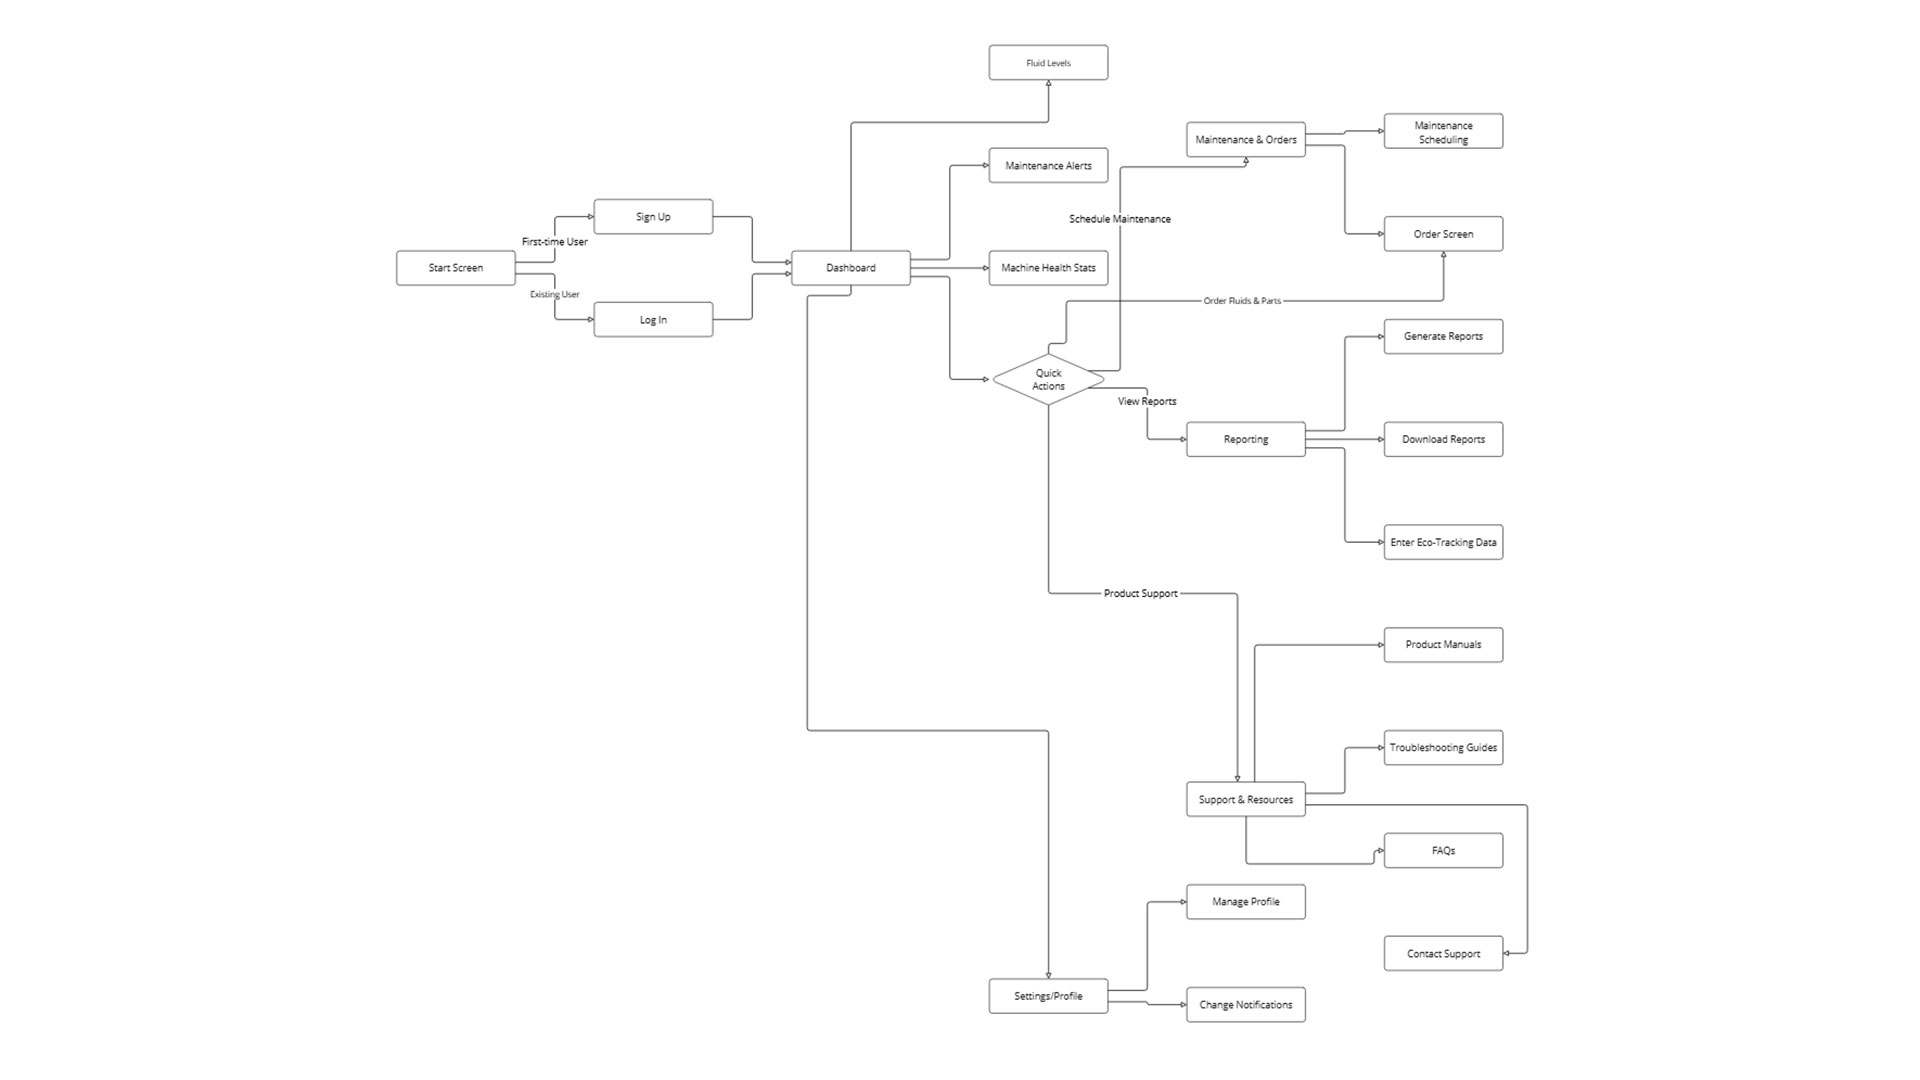 Fluid Levels
Maintenance & Orders
Maintenance
Scheduling
Maintenance Alerts
Sign Up
Schedule Maintenance
Order Screen
First-time User
Start Screen
Dashboard
Machine Health Stats
Existing User
Order Fluids & Parts
Log In
Generate Reports
Quick
Actions
View Reports
Reporting
Download Reports
Enter Eco-Tracking Data
Product Support
Product Manuals
Troubleshooting Guides
Support & Resources
FAQs
Manage Profile
Contact Support
Settings/Profile
Change Notifications